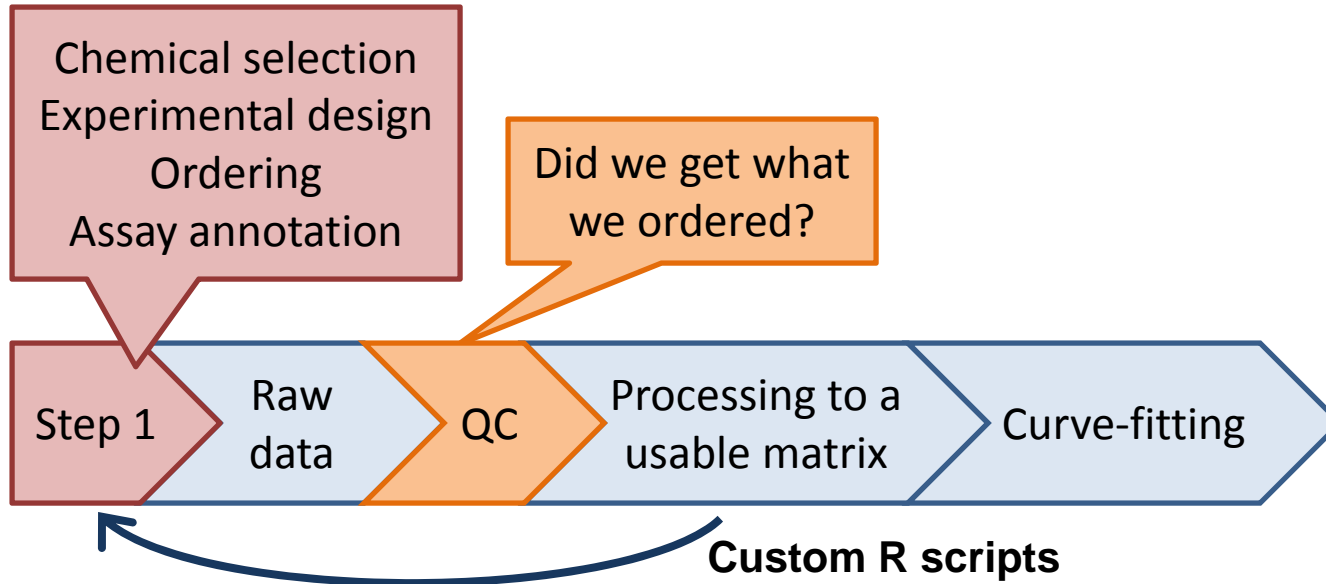 Chemical selection
Experimental design
Ordering
Assay annotation
Did we get what
we ordered?
Step 1
Raw
data
QC
Processing to a
usable matrix
Curve-fitting
Custom R scripts